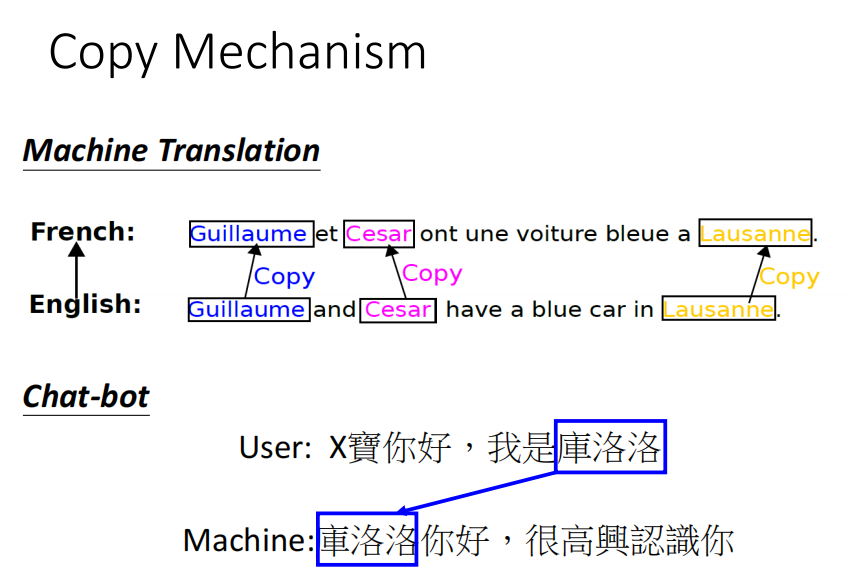 Copy Mechanism
Machine Translation
French: Guillaume et Cesar ont une voiture bleue a Lausanne.
Copy Copy Copy
English: Guillaume and Cesar have a blue car in Lausanne.
Chat-bot
User: X寶你好，我是庫洛洛
Machine: 庫洛洛你好，很高興認識你